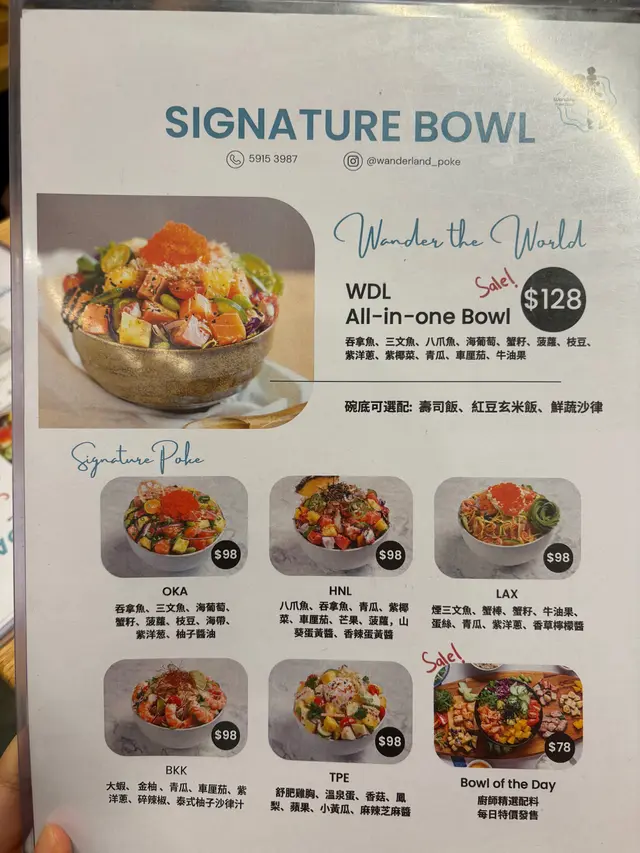 SIGNATURE BOWL
5915 3987
@wanderland_poke
Wander the World
Sale!
WDL
All-in-one Bowl
$128
吞拿魚、三文魚、八爪魚、海葡萄、蟹籽、菠蘿、枝豆、
紫洋蔥、紫椰菜、青瓜、車厘茄、牛油果
碗底可選配: 壽司飯、紅豆玄米飯、鮮蔬沙律
Signature Poke
$98
OKA
吞拿魚、三文魚、海葡萄、
蟹籽、菠蘿、枝豆、海帶、
紫洋葱、柚子醬油
$98
HNL
八爪魚、吞拿魚、青瓜、紫椰
菜、車厘茄、芒果、菠蘿，山
葵蛋黃醬、香辣蛋黃醬
$98
LAX
煙三文魚、蟹棒、蟹籽、牛油果、
蛋絲、青瓜、紫洋蔥、香草檸檬醬
$98
BKK
大蝦、金柚、青瓜、車厘茄、紫
洋蔥、碎辣椒、泰式柚子沙律汁
$98
TPE
舒肥雞胸、溫泉蛋、香菇、鳳
梨、蘋果、小黃瓜、麻辣芝麻醬
Sale!
$78
Bowl of the Day
廚師精選配料
每日特價發售